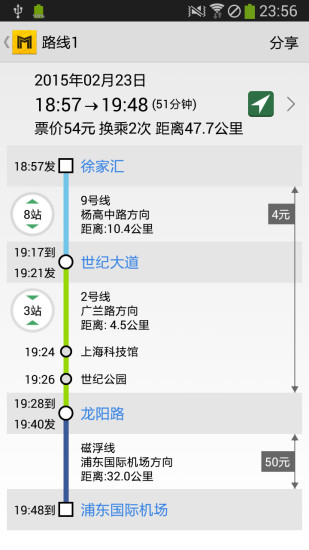 23:56
路线1
分享
2015年02月23日
18:57→19:48 (51分钟)
票价54元 换乘2次 距离47.7公里
18:57发 徐家汇
8站
9号线
杨高中路方向
距离:10.4公里
4元
19:17到
19:21发
世纪大道
3站
2号线
广兰路方向
距离: 4.5公里
19:24 上海科技馆
19:26 世纪公园
19:28到
19:40发
龙阳路
磁浮线
浦东国际机场方向
距离:32.0公里
50元
19:48到 浦东国际机场